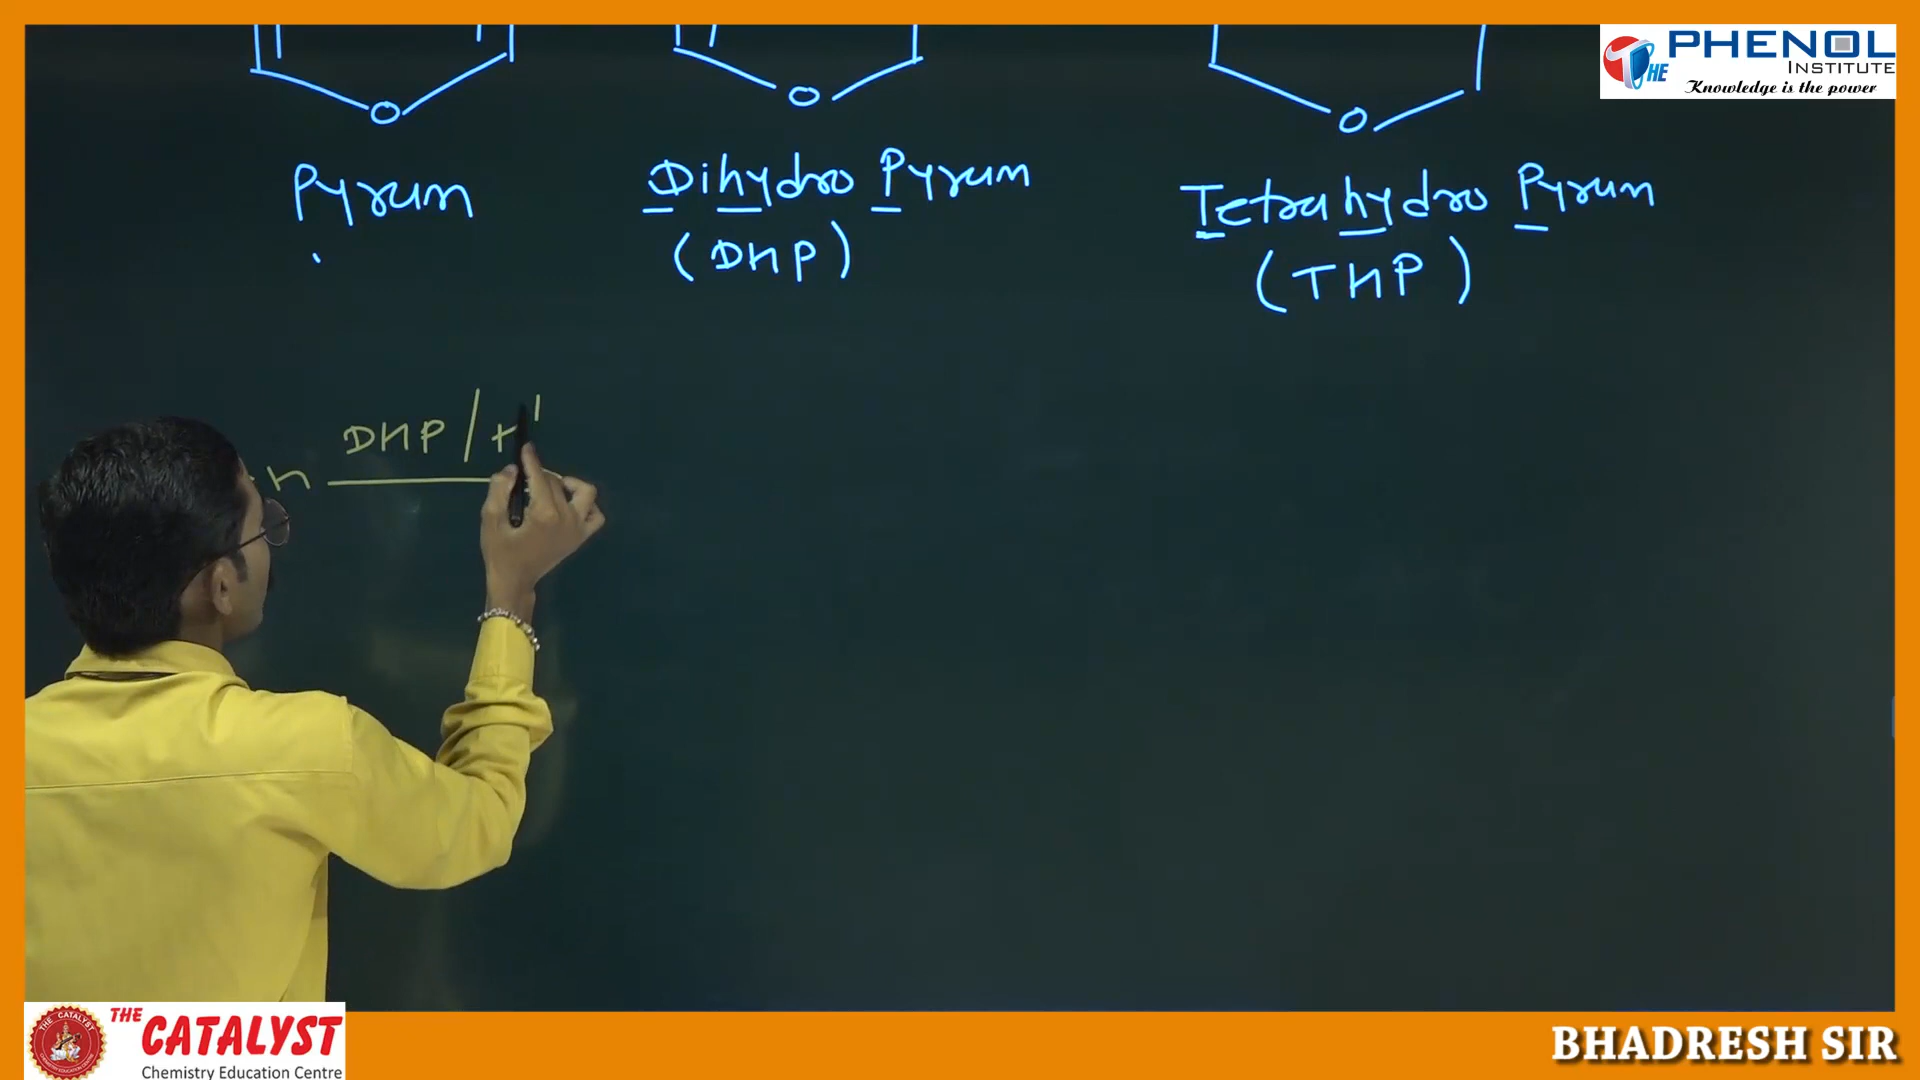 THE PHENOL
INSTITUTE
Knowledge is the power
O
O
O
Pyran
Dihydro Pyran
Tetrahydro Pyran
(DHP)
(THP)
DHP / H
H
THE
CATALYST
Chemistry Education Centre
BHADRESH SIR